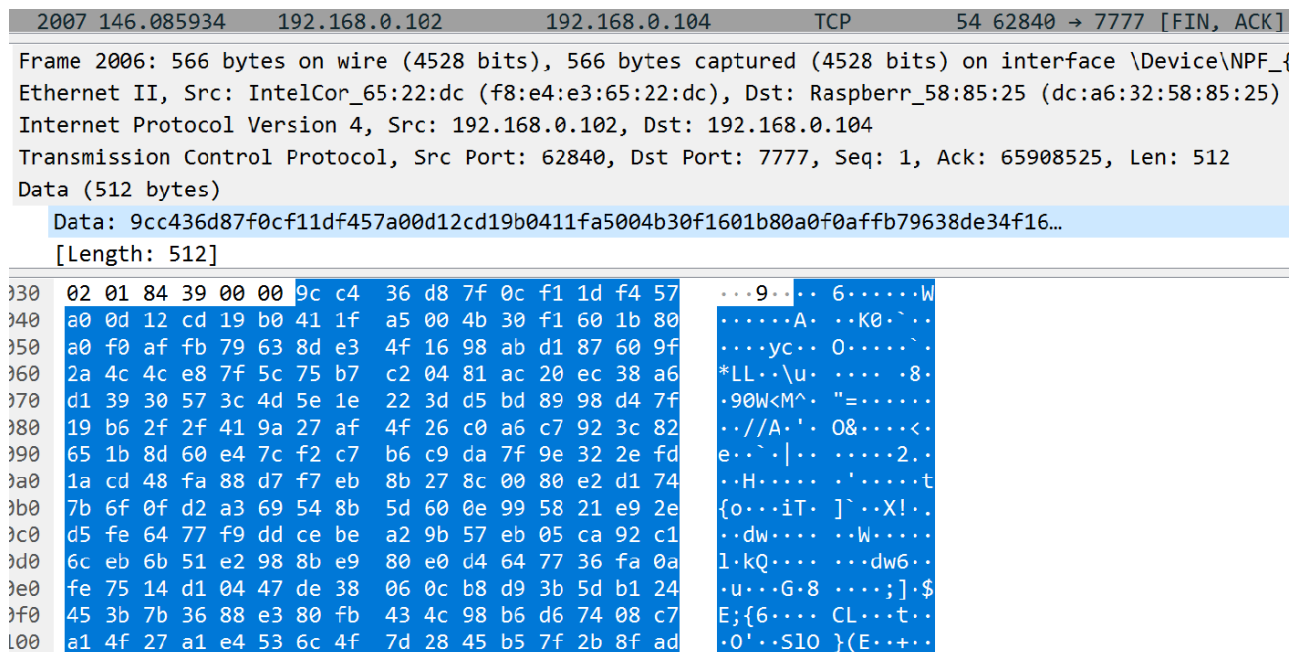 2007 146.085934 192.168.0.102 192.168.0.104 TCP 54 62840 → 7777 [FIN, ACK]
Frame 2006: 566 bytes on wire (4528 bits), 566 bytes captured (4528 bits) on interface \Device\NPF_{
Ethernet II, Src: IntelCor_65:22:dc (f8:e4:e3:65:22:dc), Dst: Raspberr_58:85:25 (dc:a6:32:58:85:25)
Internet Protocol Version 4, Src: 192.168.0.102, Dst: 192.168.0.104
Transmission Control Protocol, Src Port: 62840, Dst Port: 7777, Seq: 1, Ack: 65908525, Len: 512
Data (512 bytes)
Data: 9cc436d87f0cf11df457a00d12cd19b0411fa5004b30f1601b80a0f0affb79638de34f16…
[Length: 512]
030 02 01 84 39 00 00 9c c4 36 d8 7f 0c f1 1d f4 57 ···9···· 6······W
040 a0 0d 12 cd 19 b0 41 1f a5 00 4b 30 f1 60 1b 80 ······A· ··K0·`··
050 a0 f0 af fb 79 63 8d e3 4f 16 98 ab d1 87 60 9f ····yc·· O·····`·
060 2a 4c 4c e8 7f 5c 75 b7 c2 04 81 ac 20 ec 38 a6 *LL··\u· ···· ·8·
070 d1 39 30 57 3c 4d 5e 1e 22 3d d5 bd 89 98 d4 7f ·90W<M^· "=······
080 19 b6 2f 2f 41 9a 27 af 4f 26 c0 a6 c7 92 3c 82 ··//A·'· O&····<·
090 65 1b 8d 60 e4 7c f2 c7 b6 c9 da 7f 9e 32 2e fd e··`·|·· ·····2.·
0a0 1a cd 48 fa 88 d7 f7 eb 8b 27 8c 00 80 e2 d1 74 ··H····· ·'·····t
0b0 7b 6f 0f d2 a3 69 54 8b 5d 60 0e 99 58 21 e9 2e {o···iT· ]`··X!·.
0c0 d5 fe 64 77 f9 dd ce be a2 9b 57 eb 05 ca 92 c1 ··dw···· ··W·····
0d0 6c eb 6b 51 e2 98 8b e9 80 e0 d4 64 77 36 fa 0a l·kQ···· ···dw6··
0e0 fe 75 14 d1 04 47 de 38 06 0c b8 d9 3b 5d b1 24 ·u···G·8 ····;]·$
0f0 45 3b 7b 36 88 e3 80 fb 43 4c 98 b6 d6 74 08 c7 E;{6···· CL···t··
100 a1 4f 27 a1 e4 53 6c 4f 7d 28 45 b5 7f 2b 8f ad ·O'··SlO }(E··+··